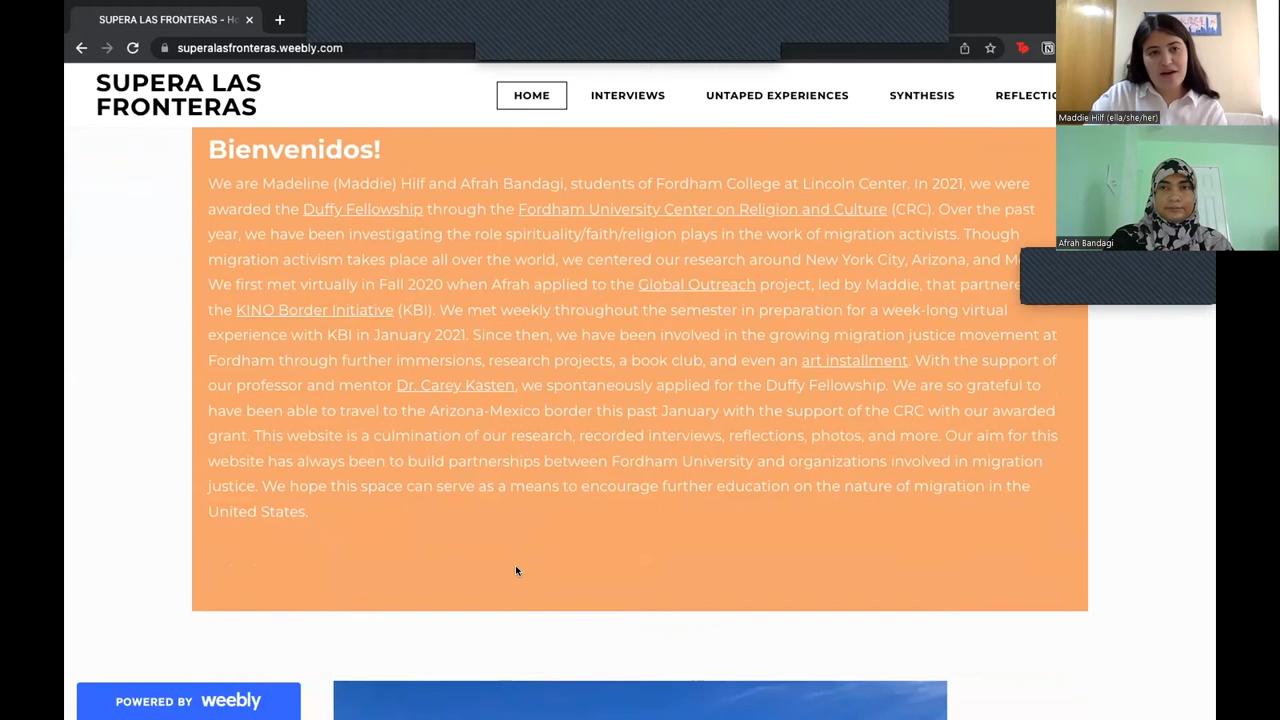 SUPERA LAS FRONTERAS - Ho
superalasfronteras.weebly.com
Maddie Hilf (ella/she/her)
Afrah Bandagi
SUPERA LAS
FRONTERAS
HOME
INTERVIEWS
UNTAPED EXPERIENCES
SYNTHESIS
REFLECTIO
Bienvenidos!
We are Madeline (Maddie) Hilf and Afrah Bandagi, students of Fordham College at Lincoln Center. In 2021, we were
awarded the Duffy Fellowship through the Fordham University Center on Religion and Culture (CRC). Over the past
year, we have been investigating the role spirituality/faith/religion plays in the work of migration activists. Though
migration activism takes place all over the world, we centered our research around New York City, Arizona, and M
We first met virtually in Fall 2020 when Afrah applied to the Global Outreach project, led by Maddie, that partnere
the KINO Border Initiative (KBI). We met weekly throughout the semester in preparation for a week-long virtual
experience with KBI in January 2021. Since then, we have been involved in the growing migration justice movement at
Fordham through further immersions, research projects, a book club, and even an art installment. With the support of
our professor and mentor Dr. Carey Kasten, we spontaneously applied for the Duffy Fellowship. We are so grateful to
have been able to travel to the Arizona-Mexico border this past January with the support of the CRC with our awarded
grant. This website is a culmination of our research, recorded interviews, reflections, photos, and more. Our aim for this
website has always been to build partnerships between Fordham University and organizations involved in migration
justice. We hope this space can serve as a means to encourage further education on the nature of migration in the
United States.
POWERED BY weebly